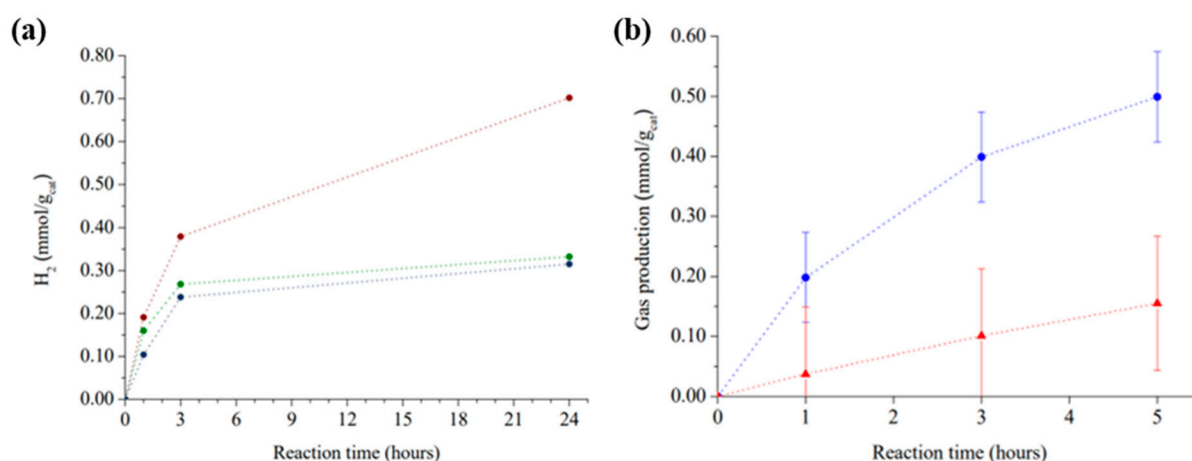 (a)
0.80
0.70
0.60
0.50
0.40
0.30
0.20
0.10
0.00
H₂ (mmol/g_cat)
0 3 6 9 12 15 18 21 24
Reaction time (hours)
(b)
0.60
0.50
0.40
0.30
0.20
0.10
0.00
Gas production (mmol/g_cat)
0 1 2 3 4 5
Reaction time (hours)